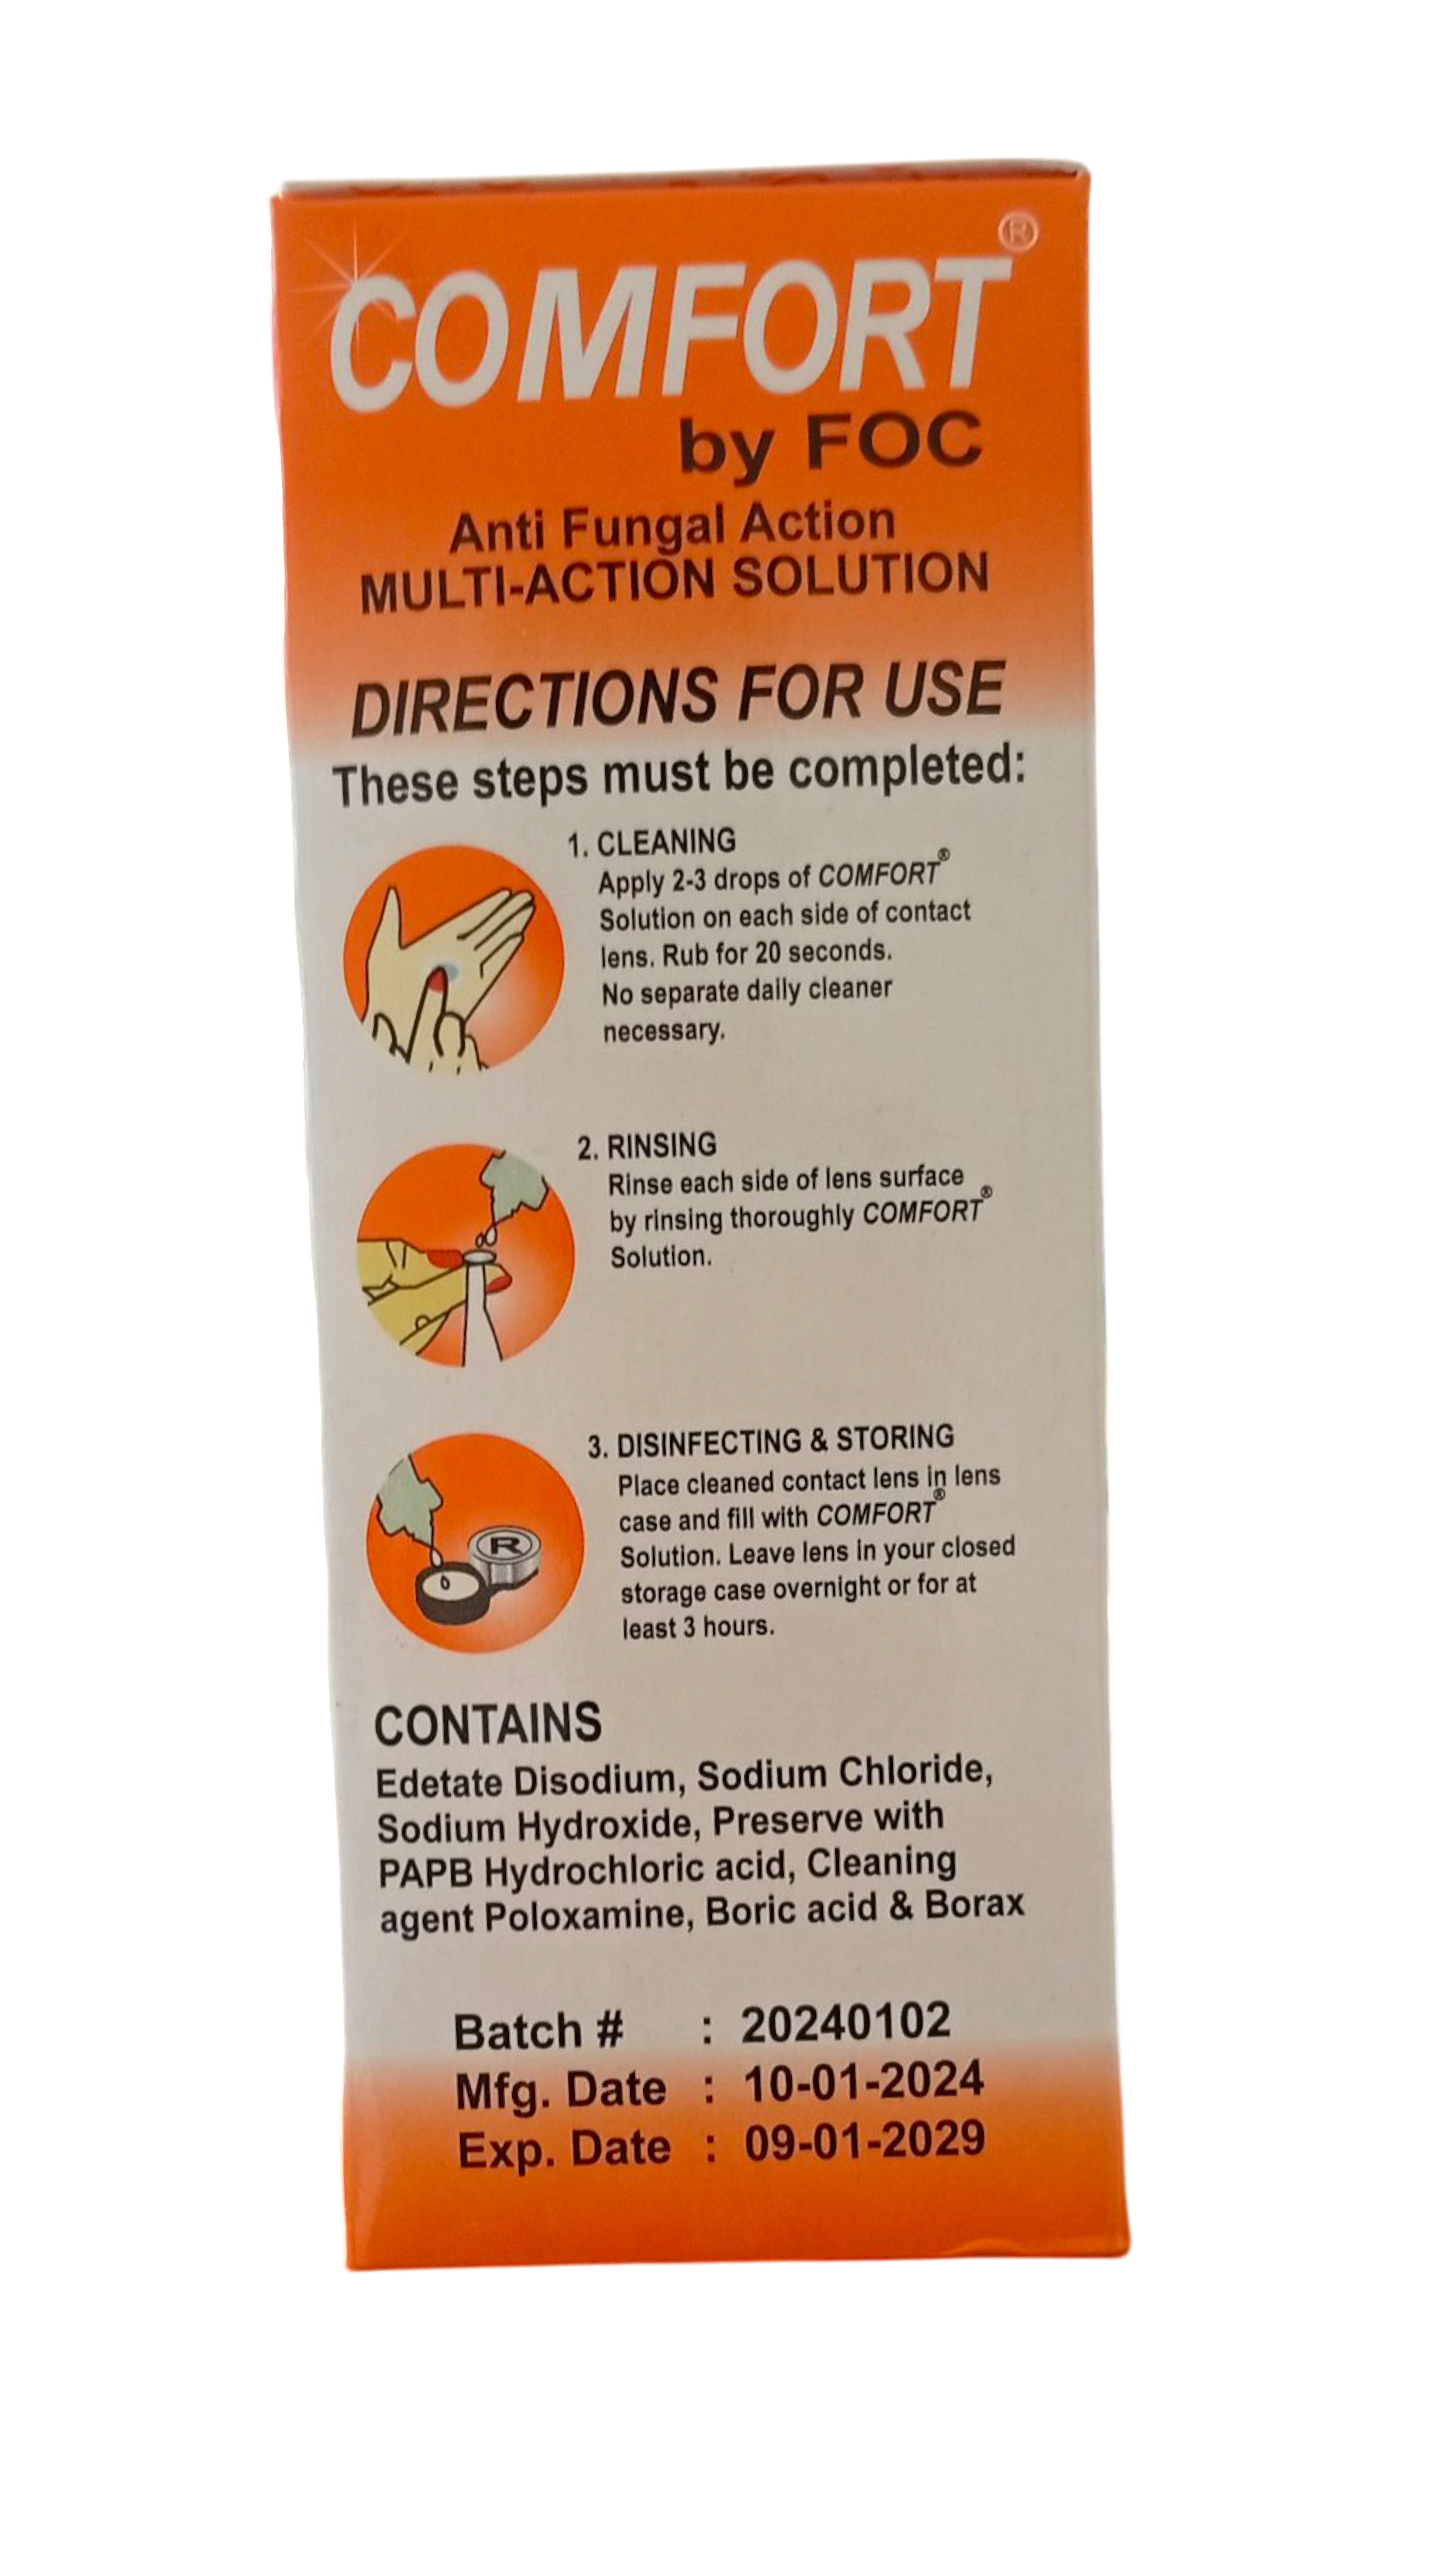 COMFORT®
by FOC
Anti Fungal Action
MULTI-ACTION SOLUTION
DIRECTIONS FOR USE
These steps must be completed:
1. CLEANING
Apply 2-3 drops of COMFORT®
Solution on each side of contact
lens. Rub for 20 seconds.
No separate daily cleaner
necessary.
2. RINSING
Rinse each side of lens surface
by rinsing thoroughly COMFORT®
Solution.
3. DISINFECTING & STORING
Place cleaned contact lens in lens
case and fill with COMFORT®
Solution. Leave lens in your closed
storage case overnight or for at
least 3 hours.
R
CONTAINS
Edetate Disodium, Sodium Chloride,
Sodium Hydroxide, Preserve with
PAPB Hydrochloric acid, Cleaning
agent Poloxamine, Boric acid & Borax
Batch # : 20240102
Mfg. Date : 10-01-2024
Exp. Date : 09-01-2029